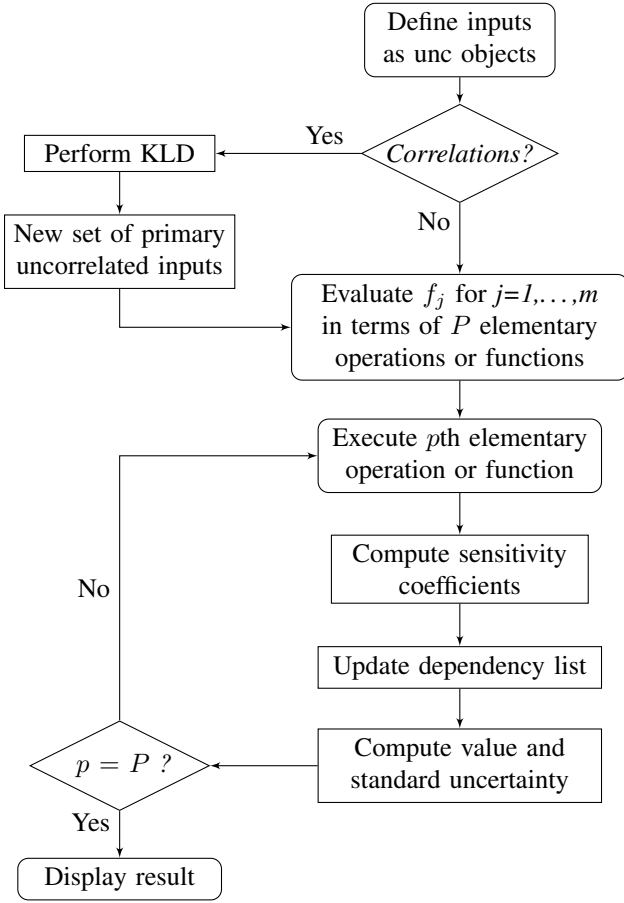 Define inputs
as unc objects
Correlations?
Yes
Perform KLD
No
New set of primary
uncorrelated inputs
Evaluate f_j for j=1,...,m
in terms of P elementary
operations or functions
Execute pth elementary
operation or function
Compute sensitivity
coefficients
Update dependency list
Compute value and
standard uncertainty
p = P ?
No
Yes
Display result